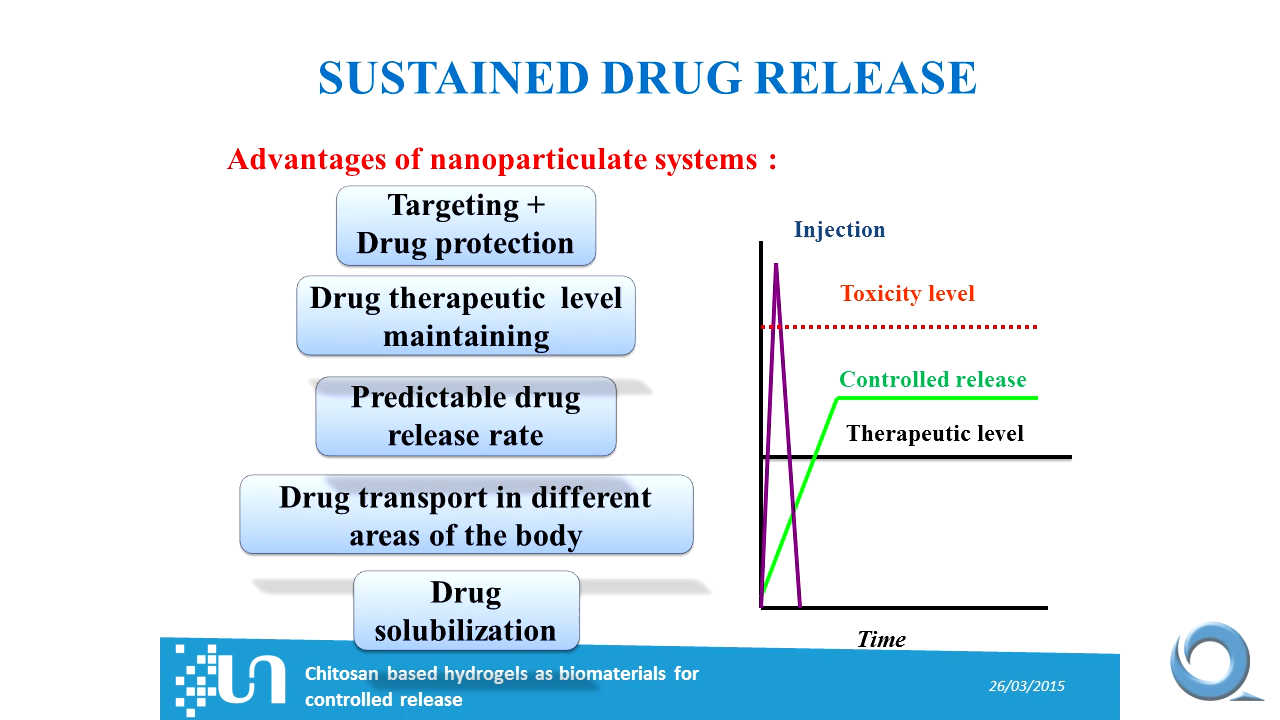 SUSTAINED DRUG RELEASE
Advantages of nanoparticulate systems :
Targeting +
Drug protection
Drug therapeutic level
maintaining
Predictable drug
release rate
Drug transport in different
areas of the body
Drug
solubilization
Injection
Toxicity level
Controlled release
Therapeutic level
Time
Chitosan based hydrogels as biomaterials for
controlled release
26/03/2015